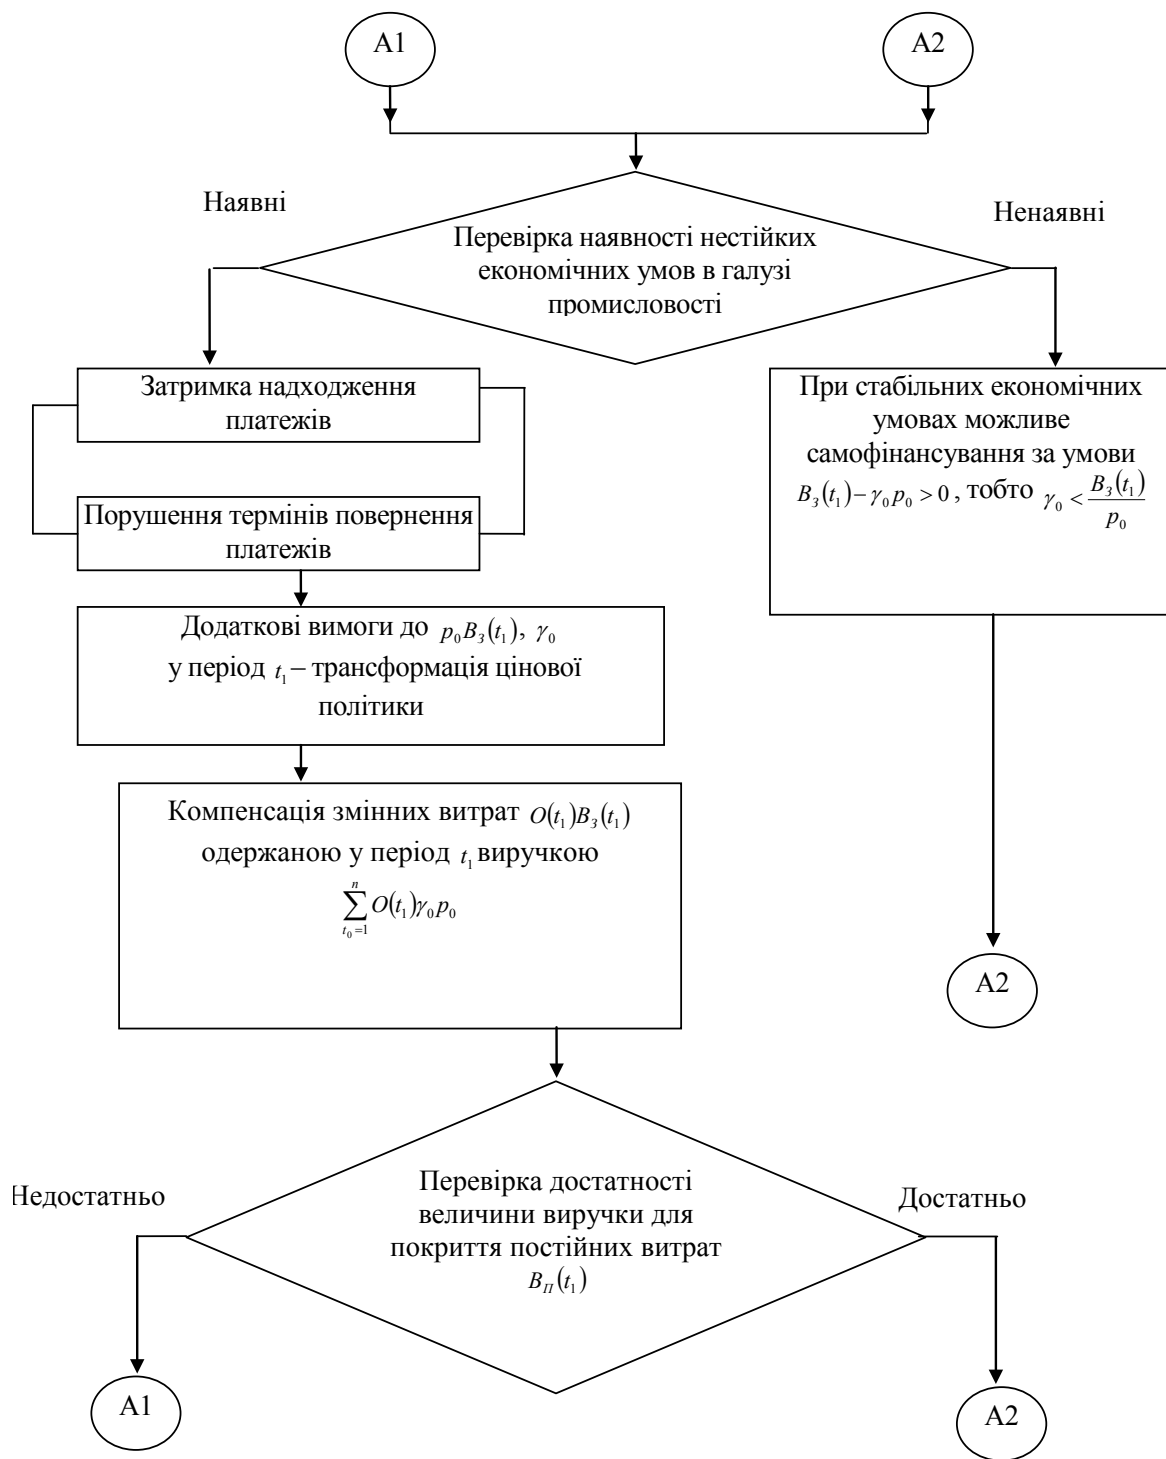 A1
A2
Наявні
Ненаявні
Перевірка наявності нестійких
економічних умов в галузі
промисловості
Затримка надходження
платежів
Порушення термінів повернення
платежів
При стабільних економічних
умовах можливе
самофінансування за умови
B_З(t_1) − γ_0 p_0 > 0 , тобто γ_0 < B_З(t_1) / p_0
Додаткові вимоги до p_0 B_З(t_1), γ_0
у період t_1 – трансформація цінової
політики
Компенсація змінних витрат O(t_1)B_З(t_1)
одержаною у період t_1 виручкою
∑_{t_0=1}^{n} O(t_1)γ_0 p_0
A2
Недостатньо
Достатньо
Перевірка достатності
величини виручки для
покриття постійних витрат
B_П(t_1)
A1
A2